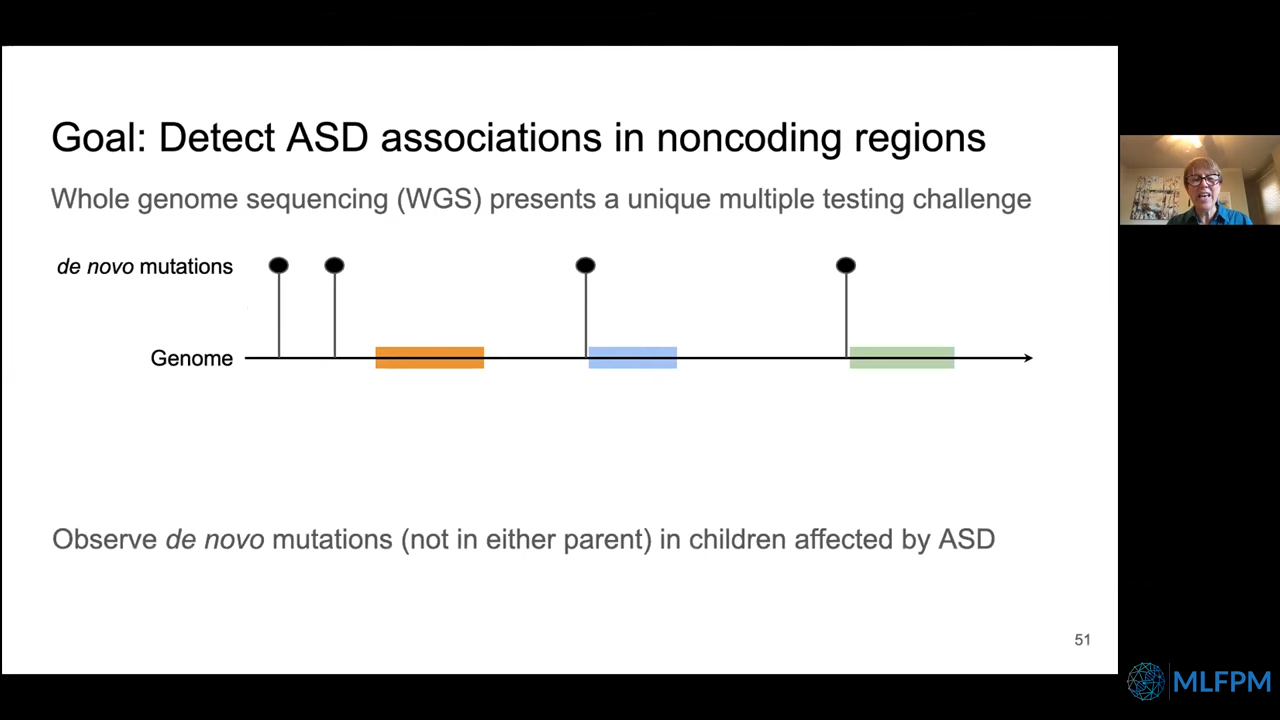 Goal: Detect ASD associations in noncoding regions
Whole genome sequencing (WGS) presents a unique multiple testing challenge
de novo mutations
Genome
Observe de novo mutations (not in either parent) in children affected by ASD
51
MLFPM